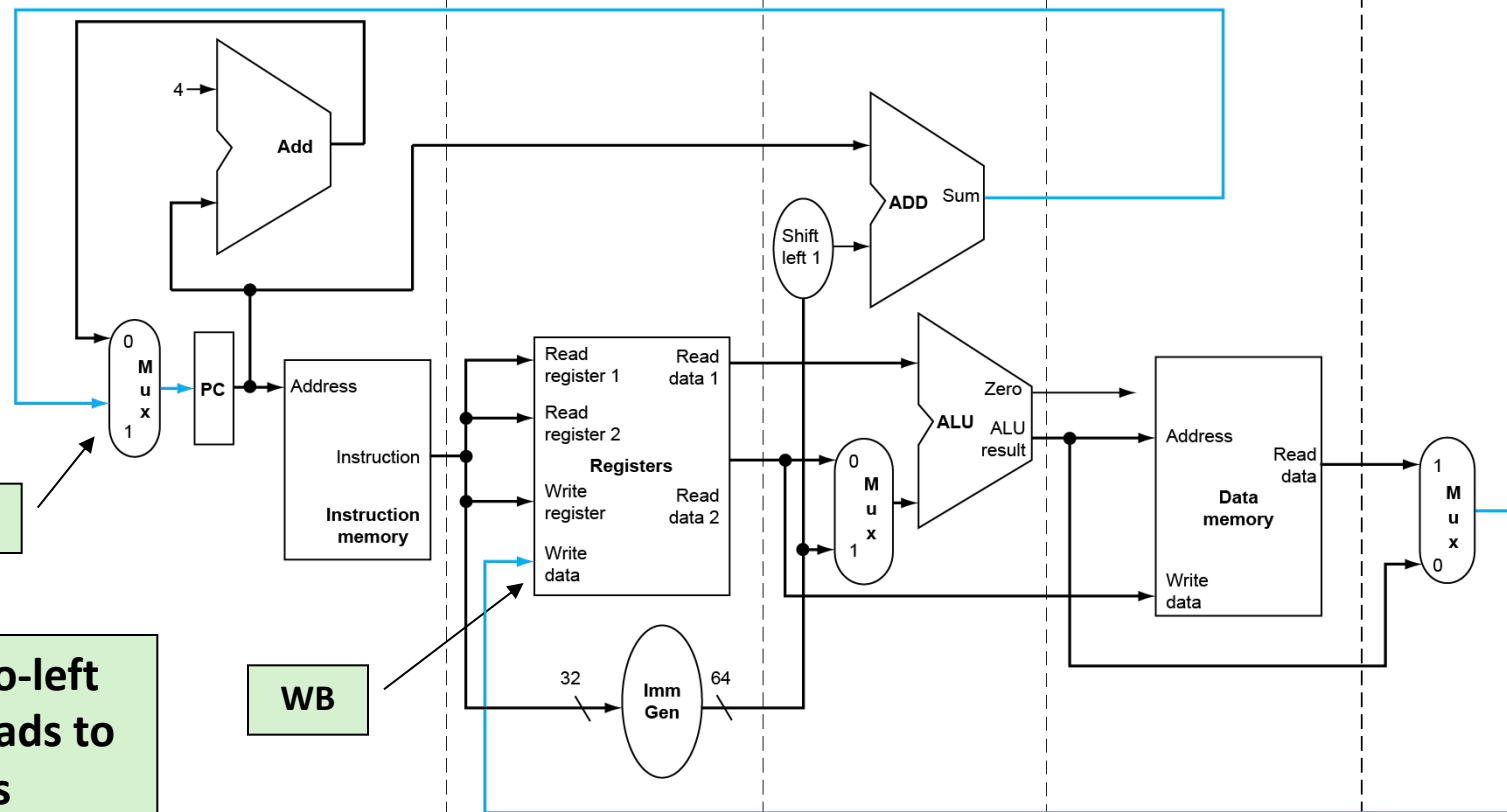 4
Add
ADD
Sum
Shift
left 1
0
M
u
x
1
PC
Address
Instruction
Instruction
memory
Read
register 1
Read
register 2
Write
register
Write
data
Registers
Read
data 1
Read
data 2
0
M
u
x
1
Zero
ALU
ALU
result
Address
Read
data
Data
memory
Write
data
1
M
u
x
0
WB
32
Imm
Gen
64
o-left
ads to
s